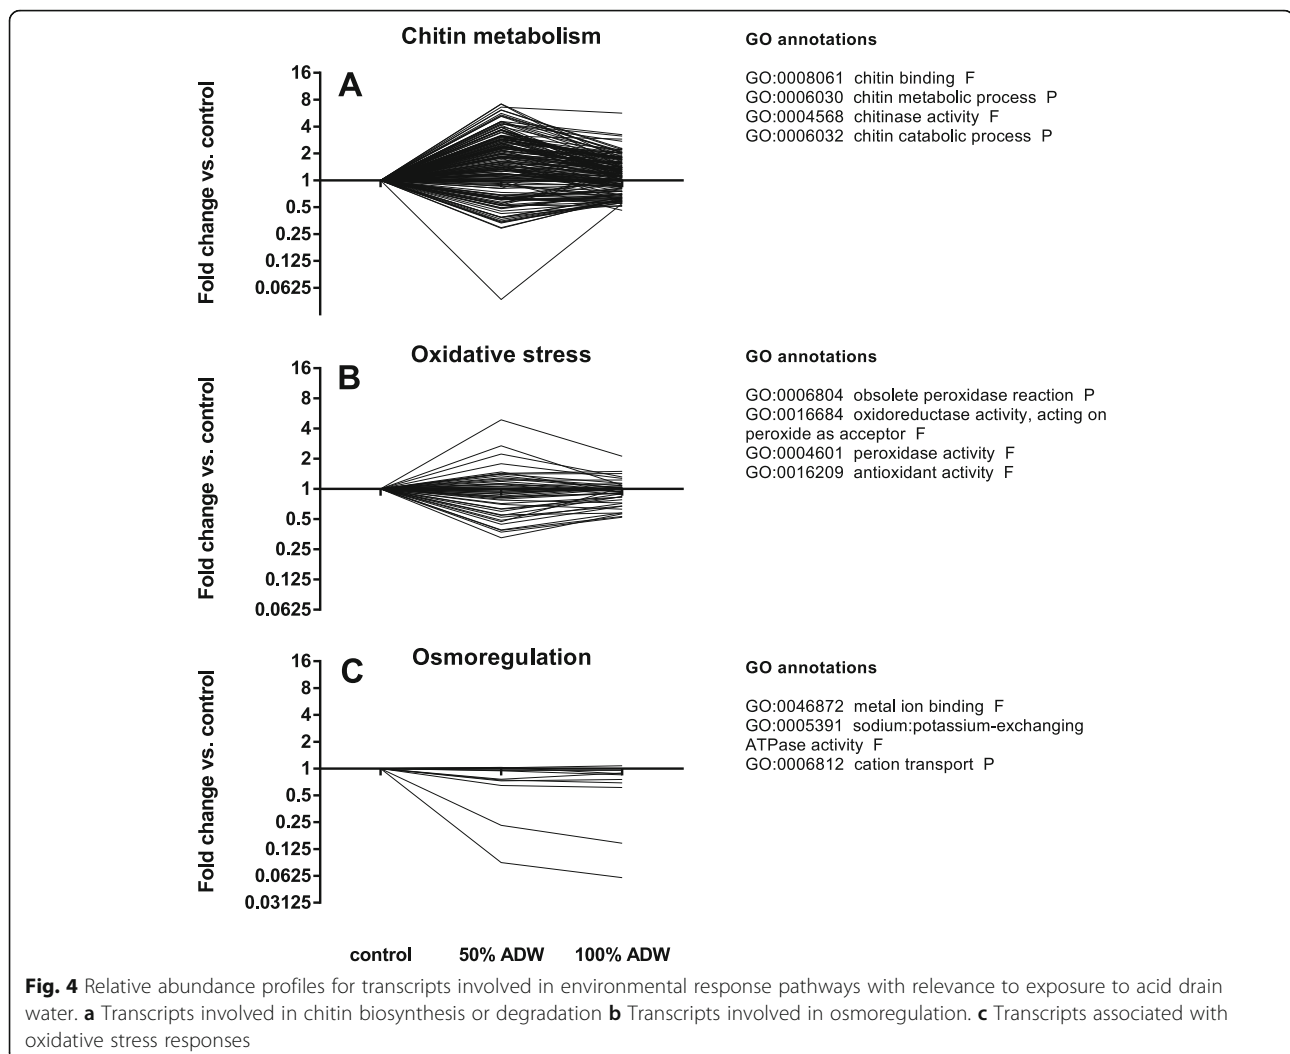 Chitin metabolism
A
Fold change vs. control
16
8
4
2
1
0.5
0.25
0.125
0.0625
GO annotations
GO:0008061 chitin binding F
GO:0006030 chitin metabolic process P
GO:0004568 chitinase activity F
GO:0006032 chitin catabolic process P
Oxidative stress
B
Fold change vs. control
16
8
4
2
1
0.5
0.25
0.125
0.0625
GO annotations
GO:0006804 obsolete peroxidase reaction P
GO:0016684 oxidoreductase activity, acting on
peroxide as acceptor F
GO:0004601 peroxidase activity F
GO:0016209 antioxidant activity F
Osmoregulation
C
Fold change vs. control
16
8
4
2
1
0.5
0.25
0.125
0.0625
0.03125
GO annotations
GO:0046872 metal ion binding F
GO:0005391 sodium:potassium-exchanging
ATPase activity F
GO:0006812 cation transport P
control 50% ADW 100% ADW
Fig. 4 Relative abundance profiles for transcripts involved in environmental response pathways with relevance to exposure to acid drain
water. a Transcripts involved in chitin biosynthesis or degradation b Transcripts involved in osmoregulation. c Transcripts associated with
oxidative stress responses